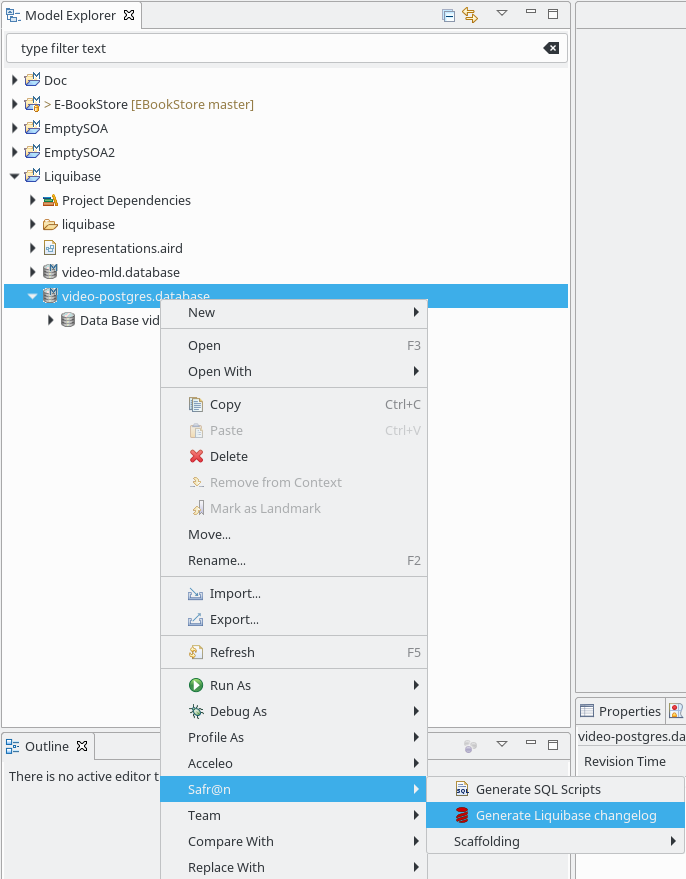 Model Explorer
type filter text
Doc
> E-BookStore [EBookStore master]
EmptySOA
EmptySOA2
Liquibase
Project Dependencies
liquibase
representations.aird
video-mld.database
video-postgres.database
Data Base vid
New
Open F3
Open With
Copy Ctrl+C
Paste Ctrl+V
Delete
Remove from Context
Mark as Landmark
Move...
Rename... F2
Import...
Export...
Refresh F5
Run As
Debug As
Profile As
Acceleo
Safr@n
Team
Compare With
Replace With
SQL Generate SQL Scripts
Generate Liquibase changelog
Scaffolding
Outline
There is no active editor t
Properties
video-postgres.da
Revision Time